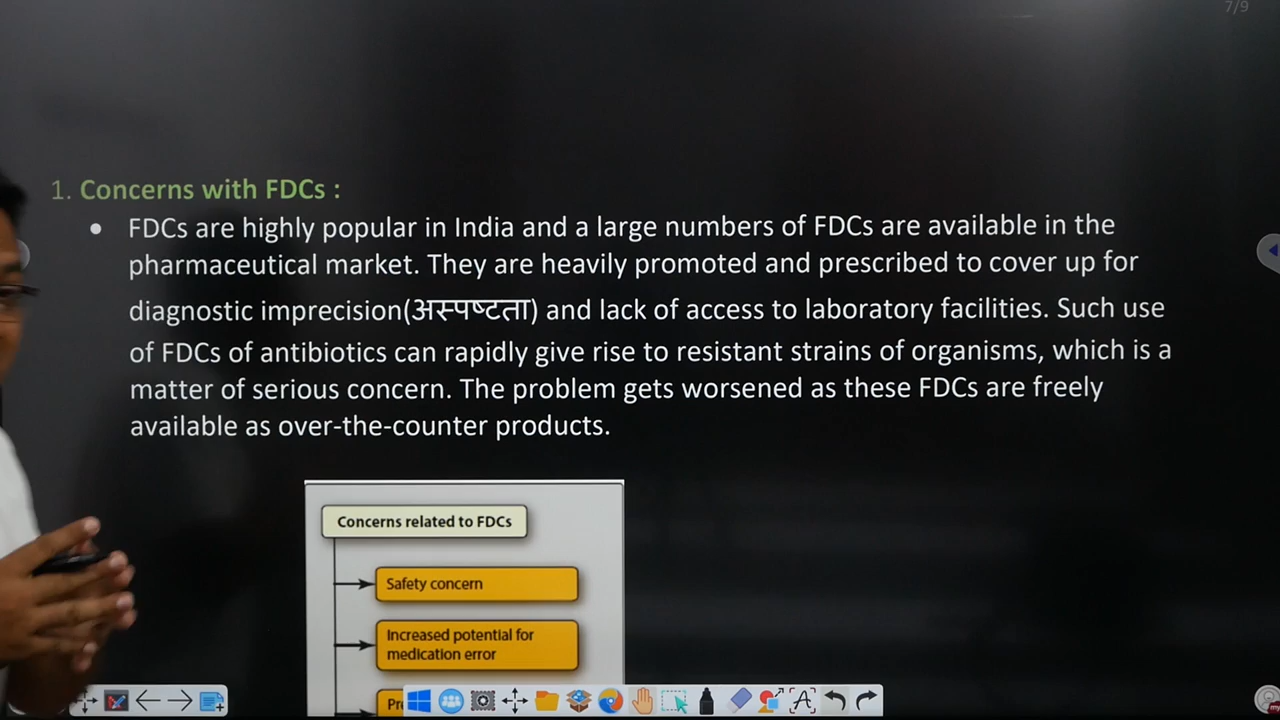 7/9
1. Concerns with FDCs :
• FDCs are highly popular in India and a large numbers of FDCs are available in the
pharmaceutical market. They are heavily promoted and prescribed to cover up for
diagnostic imprecision(अस्पष्टता) and lack of access to laboratory facilities. Such use
of FDCs of antibiotics can rapidly give rise to resistant strains of organisms, which is a
matter of serious concern. The problem gets worsened as these FDCs are freely
available as over-the-counter products.
Concerns related to FDCs
Safety concern
Increased potential for
medication error